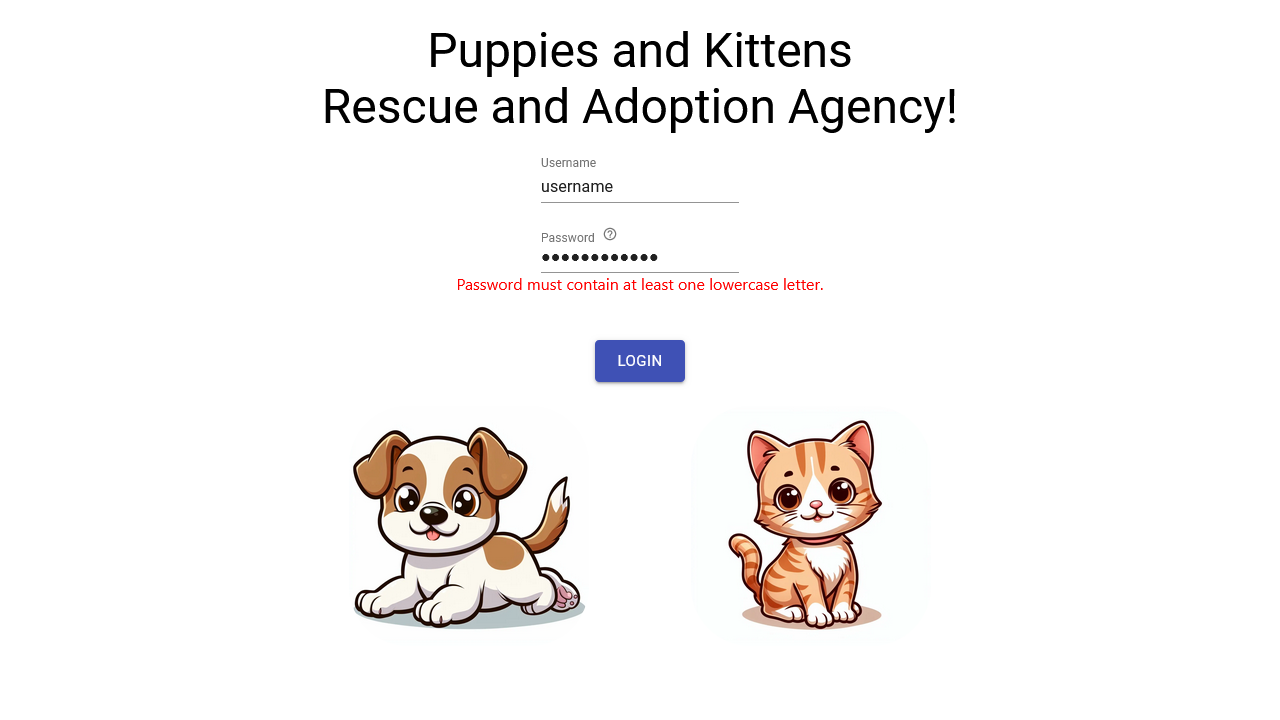 Puppies and Kittens
Rescue and Adoption Agency!
Username
username
Password
••••••••••••
Password must contain at least one lowercase letter.
LOGIN